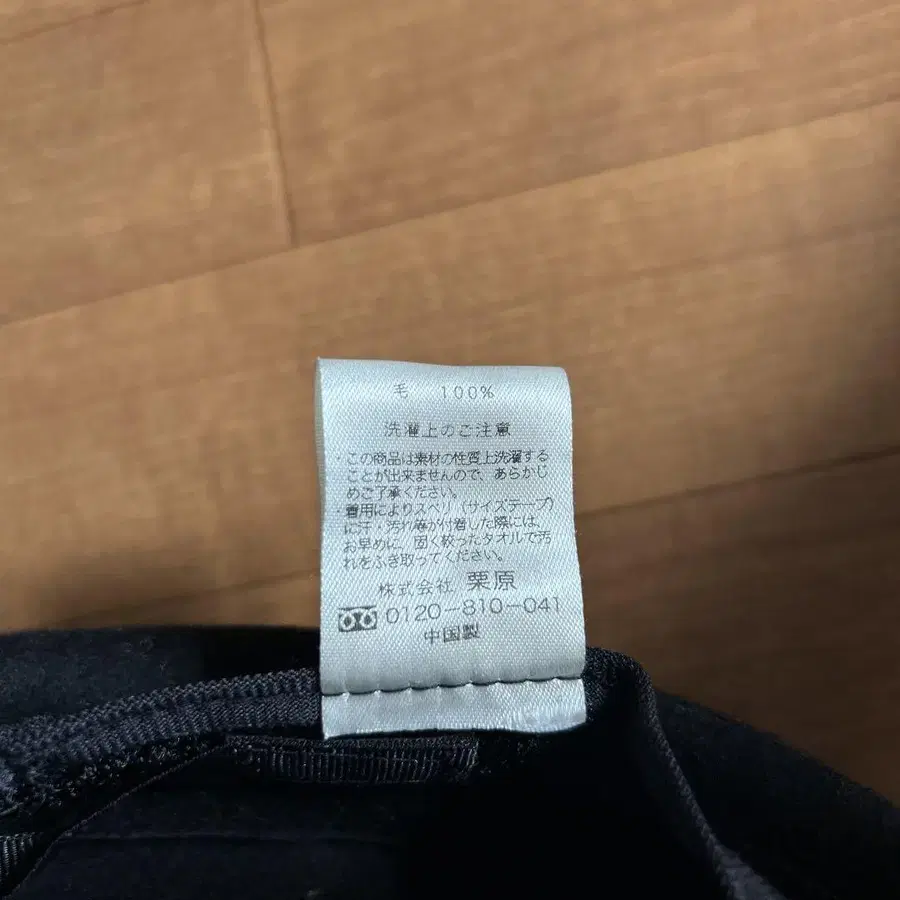 毛 100%
洗濯上のご注意
・この商品は素材の性質上洗濯する
ことが出来ませんので、あらかじ
めご了承ください。
・着用によりスベリ(サイズテープ)
に汗・汚れ等が付着した際には、
お早めに、固く絞ったタオルで汚
れをふき取ってください。
株式会社 栗原
0120-810-041
中国製